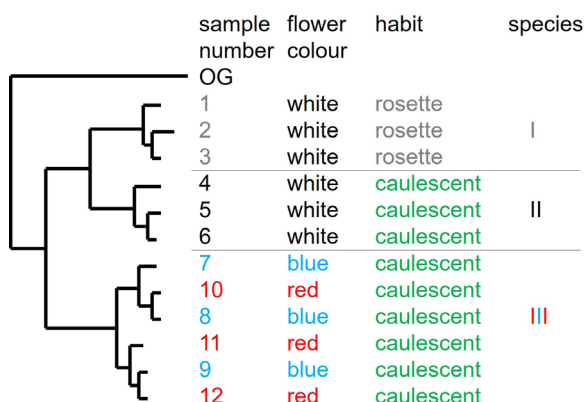 sample flower habit species
number colour
OG
1 white rosette
2 white rosette I
3 white rosette
4 white caulescent
5 white caulescent II
6 white caulescent
7 blue caulescent
10 red caulescent
8 blue caulescent III
11 red caulescent
9 blue caulescent
12 red caulescent